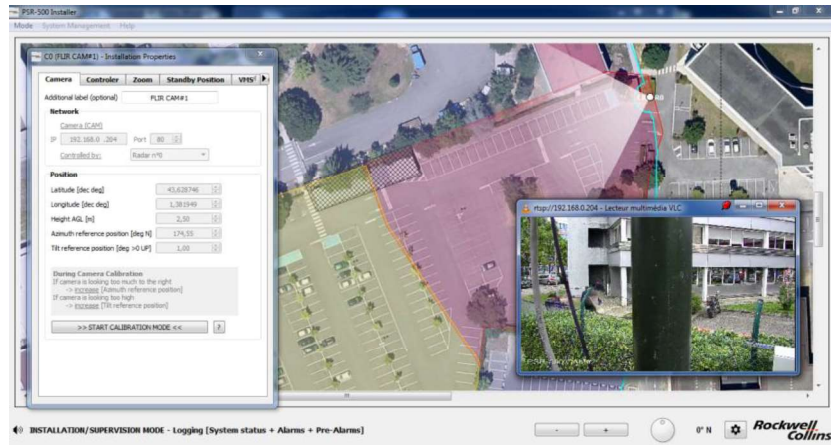 PSR-500 Installer
Mode System Management Help
C0 (FLIR CAM#1) - Installation Properties
Camera Controler Zoom Standby Position VMS
Additional label (optional) FLIR CAM#1
Network
Camera (CAM)
IP 192.168.0 .204 Port 80
Controlled by: Radar n°0
Position
Latitude [dec deg] 43,628746
Longitude [dec deg] 1,381949
Height AGL [m] 2,50
Azimuth reference position [deg N] 174,55
Tilt reference position [deg >0 UP] 1,00
During Camera Calibration
If camera is looking too much to the right
-> increase [Azimuth reference position]
If camera is looking too high
-> increase [Tilt reference position]
>> START CALIBRATION MODE << ?
rtsp://192.168.0.204 - Lecteur multimédia VLC
INSTALLATION/SUPERVISION MODE - Logging [System status + Alarms + Pre-Alarms]
- +
0° N
Rockwell
Collins